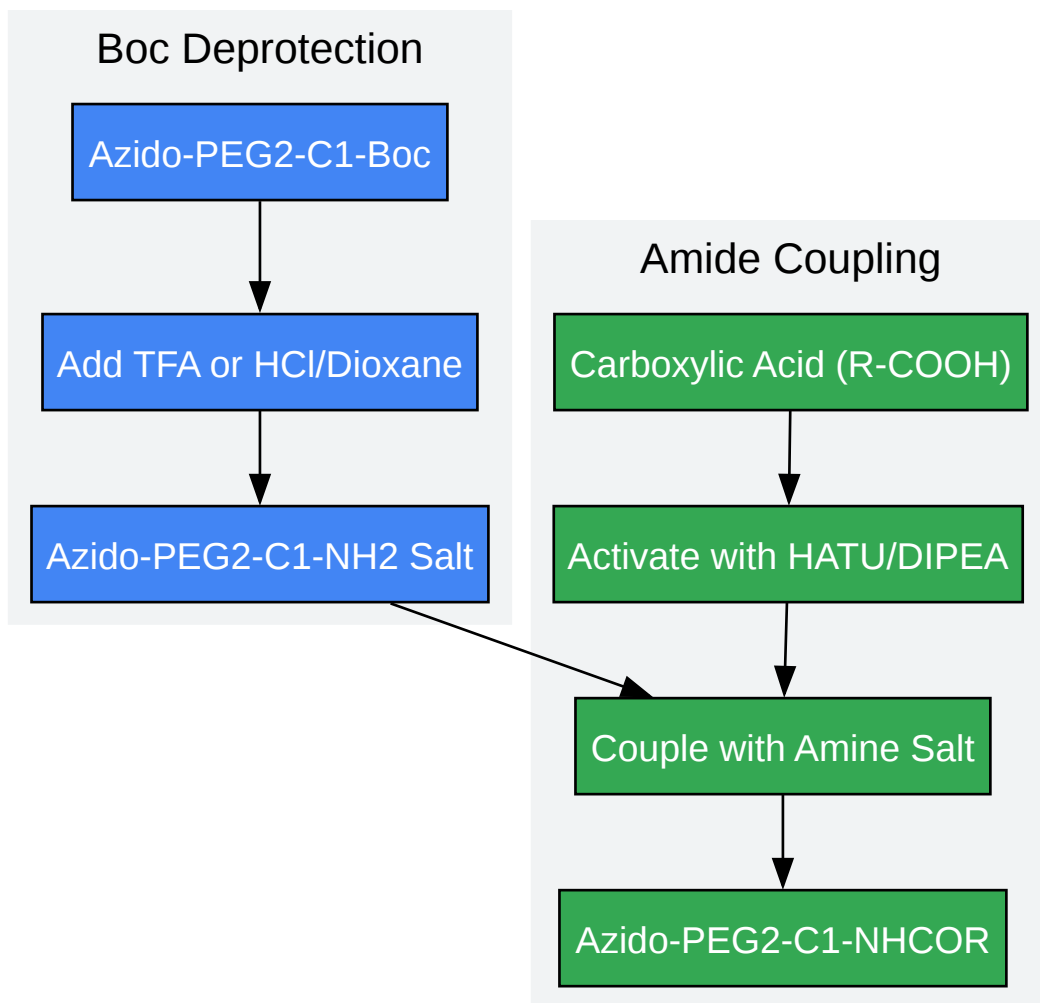 Boc Deprotection
Azido-PEG2-C1-Boc
Add TFA or HCl/Dioxane
Azido-PEG2-C1-NH2 Salt
Amide Coupling
Carboxylic Acid (R-COOH)
Activate with HATU/DIPEA
Couple with Amine Salt
Azido-PEG2-C1-NHCOR